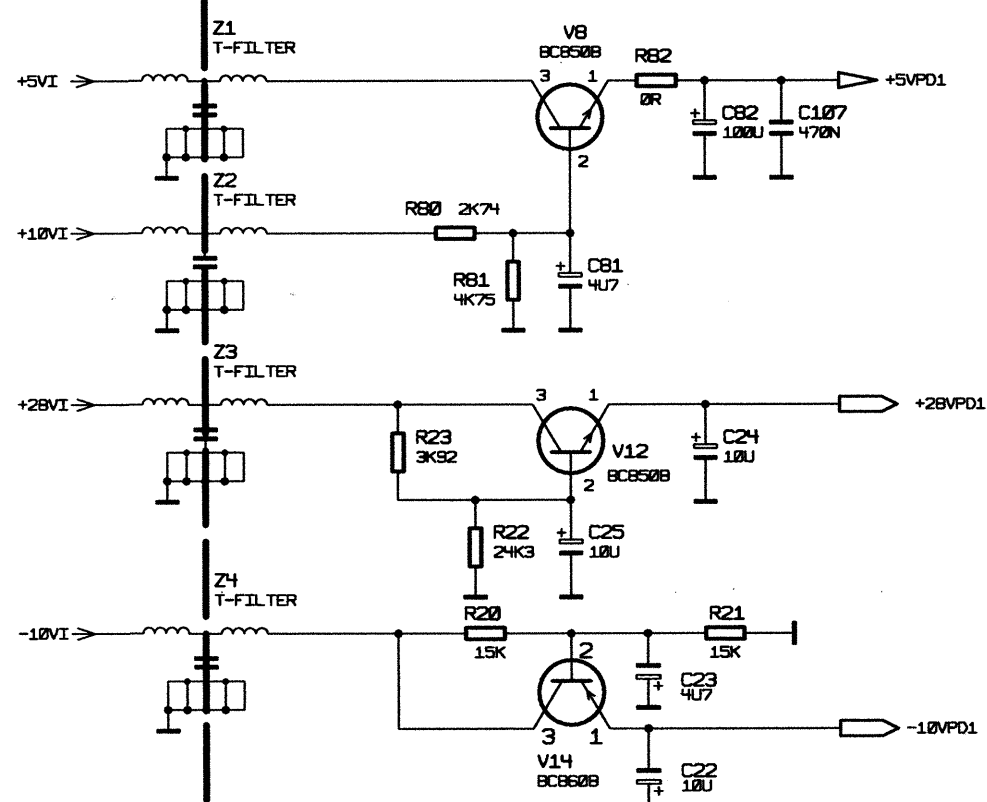 Z1
T-FILTER
V8
BC850B
R82
+5VI
3
1
+5VPD1
0R
+
C82
C107
100U
470N
2
Z2
T-FILTER
R80 2K74
+10VI
R81
4K75
+
C81
4U7
Z3
T-FILTER
+28VI
3
1
+28VPD1
R23
3K92
V12
BC850B
+
C24
10U
2
R22
24K3
+
C25
10U
Z4
T-FILTER
-10VI
R20
15K
R21
15K
2
C23
4U7
+
3
1
-10VPD1
V14
BC860B
C22
10U
+